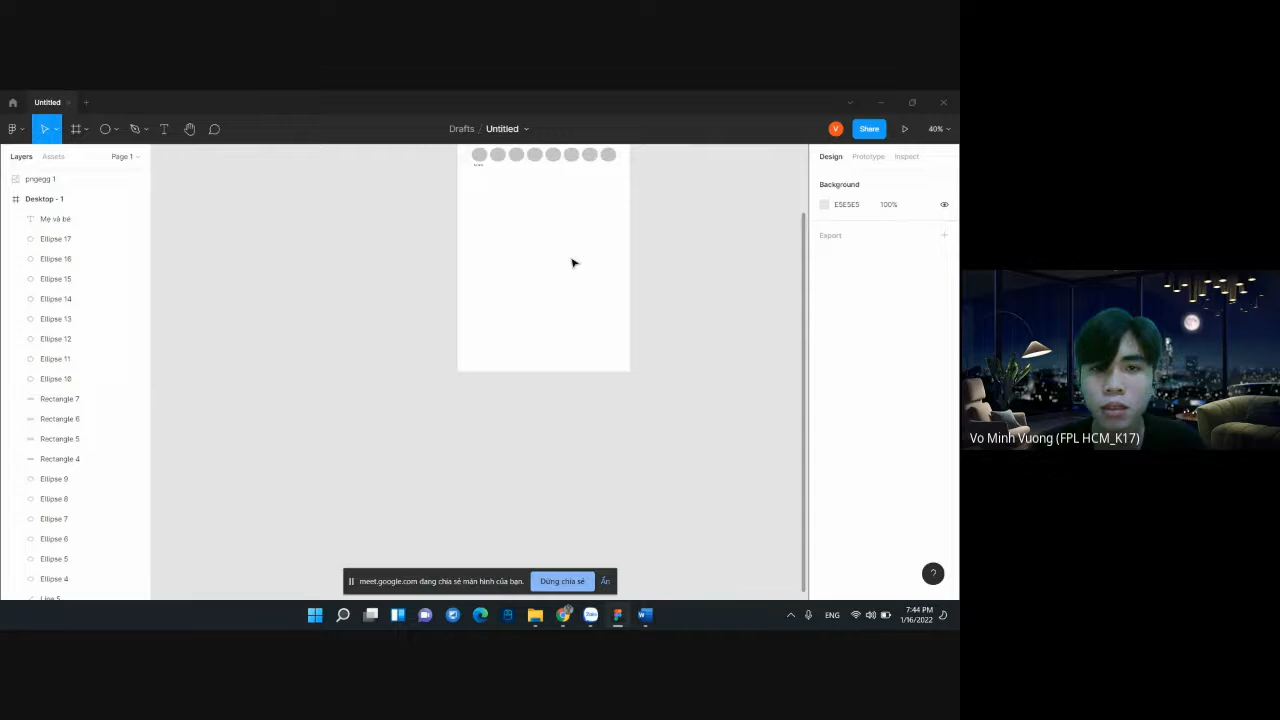 Untitled
Drafts / Untitled
V
Share
40%
Layers
Assets
Page 1
Design
Prototype
Inspect
pngegg 1
Background
Desktop - 1
E5E5E5
100%
Mẹ và bé
Export
Ellipse 17
Ellipse 16
Ellipse 15
Ellipse 14
Ellipse 13
Ellipse 12
Ellipse 11
Ellipse 10
Rectangle 7
Rectangle 6
Rectangle 5
Rectangle 4
Ellipse 9
Ellipse 8
Ellipse 7
Ellipse 6
Ellipse 5
Ellipse 4
Line 5
Vo Minh Vuong (FPL HCM_K17)
meet.google.com đang chia sẻ màn hình của bạn.
Dừng chia sẻ
Ẩn
?
Zalo
ENG
7:44 PM
1/16/2022